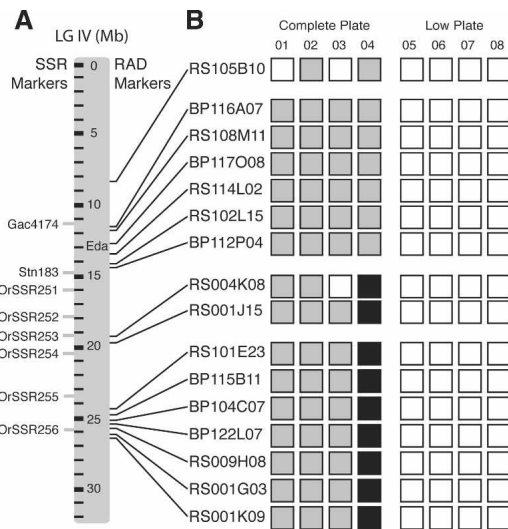 A
B
LG IV (Mb)
SSR Markers
RAD Markers
Complete Plate
Low Plate
01 02 03 04 05 06 07 08
0
5
10
Eda
15
20
25
30
Gac4174
Stn183
OrSSR251
OrSSR252
OrSSR253
OrSSR254
OrSSR255
OrSSR256
RS105B10
BP116A07
RS108M11
BP117O08
RS114L02
RS102L15
BP112P04
RS004K08
RS001J15
RS101E23
BP115B11
BP104C07
BP122L07
RS009H08
RS001G03
RS001K09